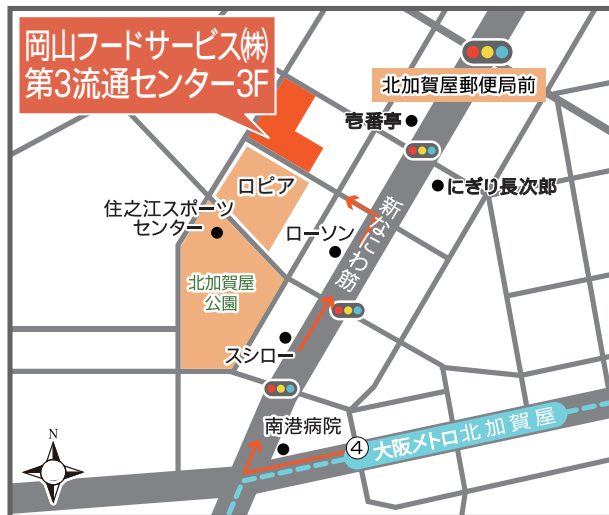 岡山フードサービス㈱
第3流通センター3F
北加賀屋郵便局前
壱番亭
にぎり長次郎
ロピア
住之江スポーツ
センター
ローソン
新なにわ筋
北加賀屋
公園
スシロー
南港病院
④
大阪メトロ北加賀屋
N